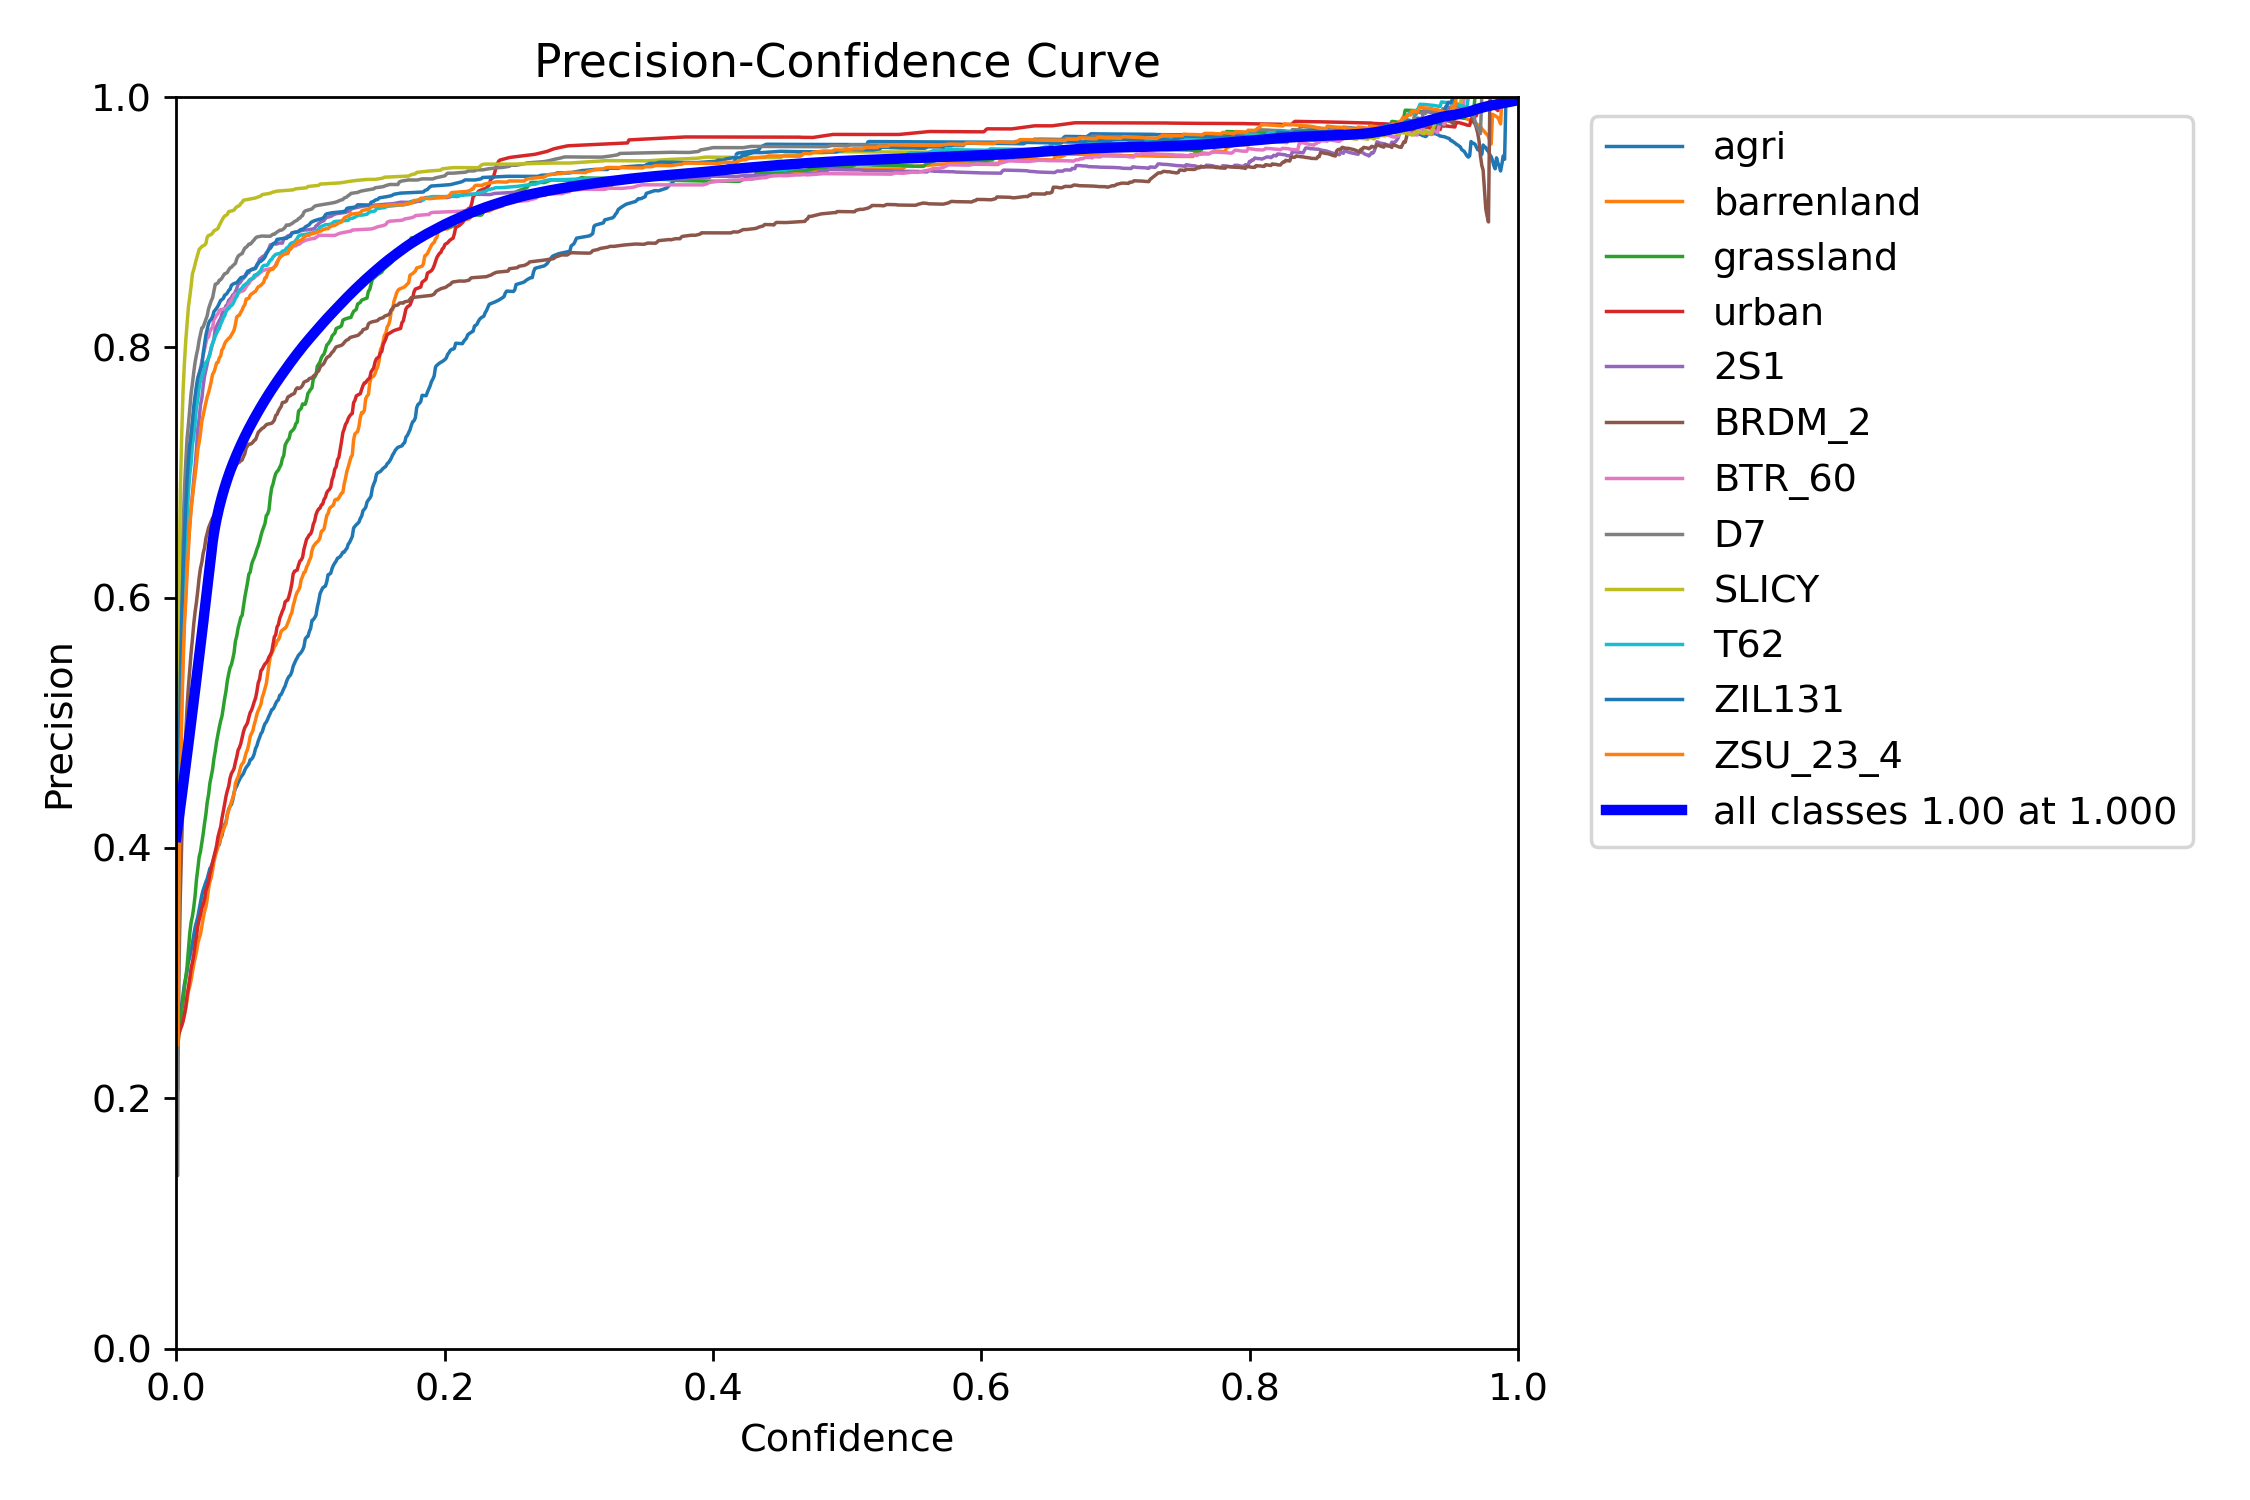 Precision-Confidence Curve
1.0
0.8
0.6
0.4
0.2
0.0
Precision
0.0 0.2 0.4 0.6 0.8 1.0
Confidence
agri
barrenland
grassland
urban
2S1
BRDM_2
BTR_60
D7
SLICY
T62
ZIL131
ZSU_23_4
all classes 1.00 at 1.000